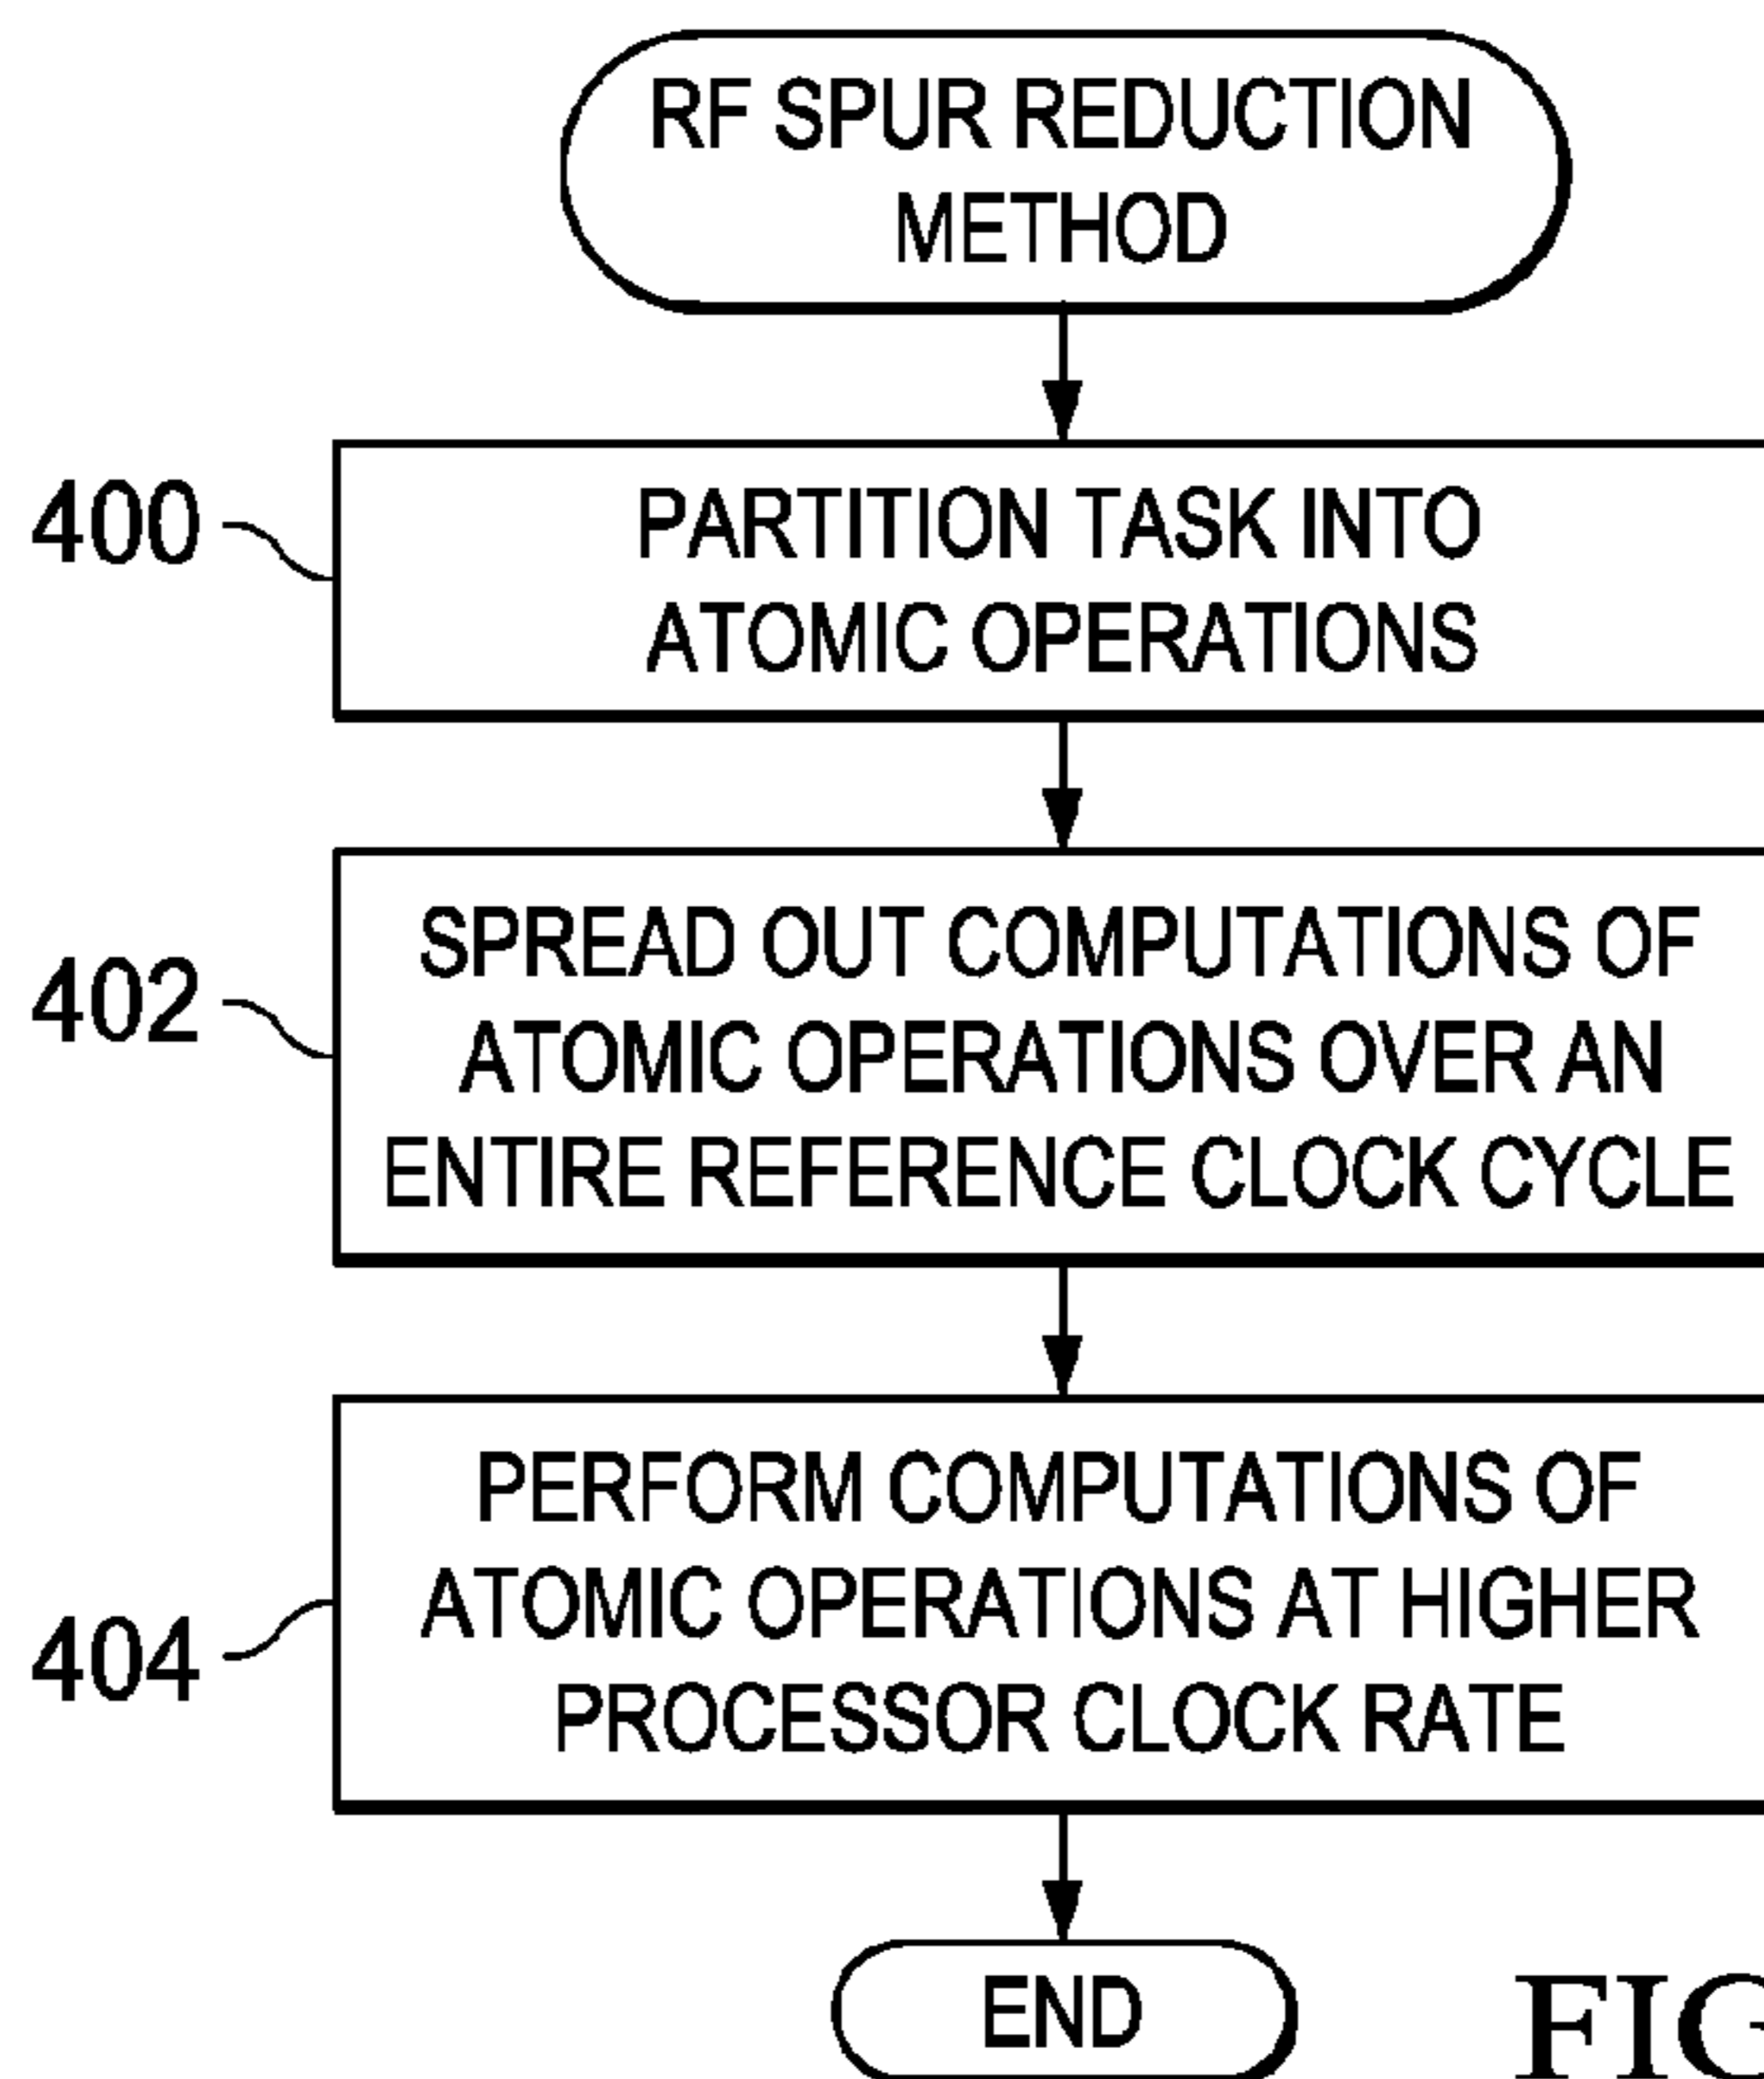 RF SPUR REDUCTION
METHOD
400
PARTITION TASK INTO
ATOMIC OPERATIONS
402
SPREAD OUT COMPUTATIONS OF
ATOMIC OPERATIONS OVER AN
ENTIRE REFERENCE CLOCK CYCLE
404
PERFORM COMPUTATIONS OF
ATOMIC OPERATIONS AT HIGHER
PROCESSOR CLOCK RATE
END
FIG